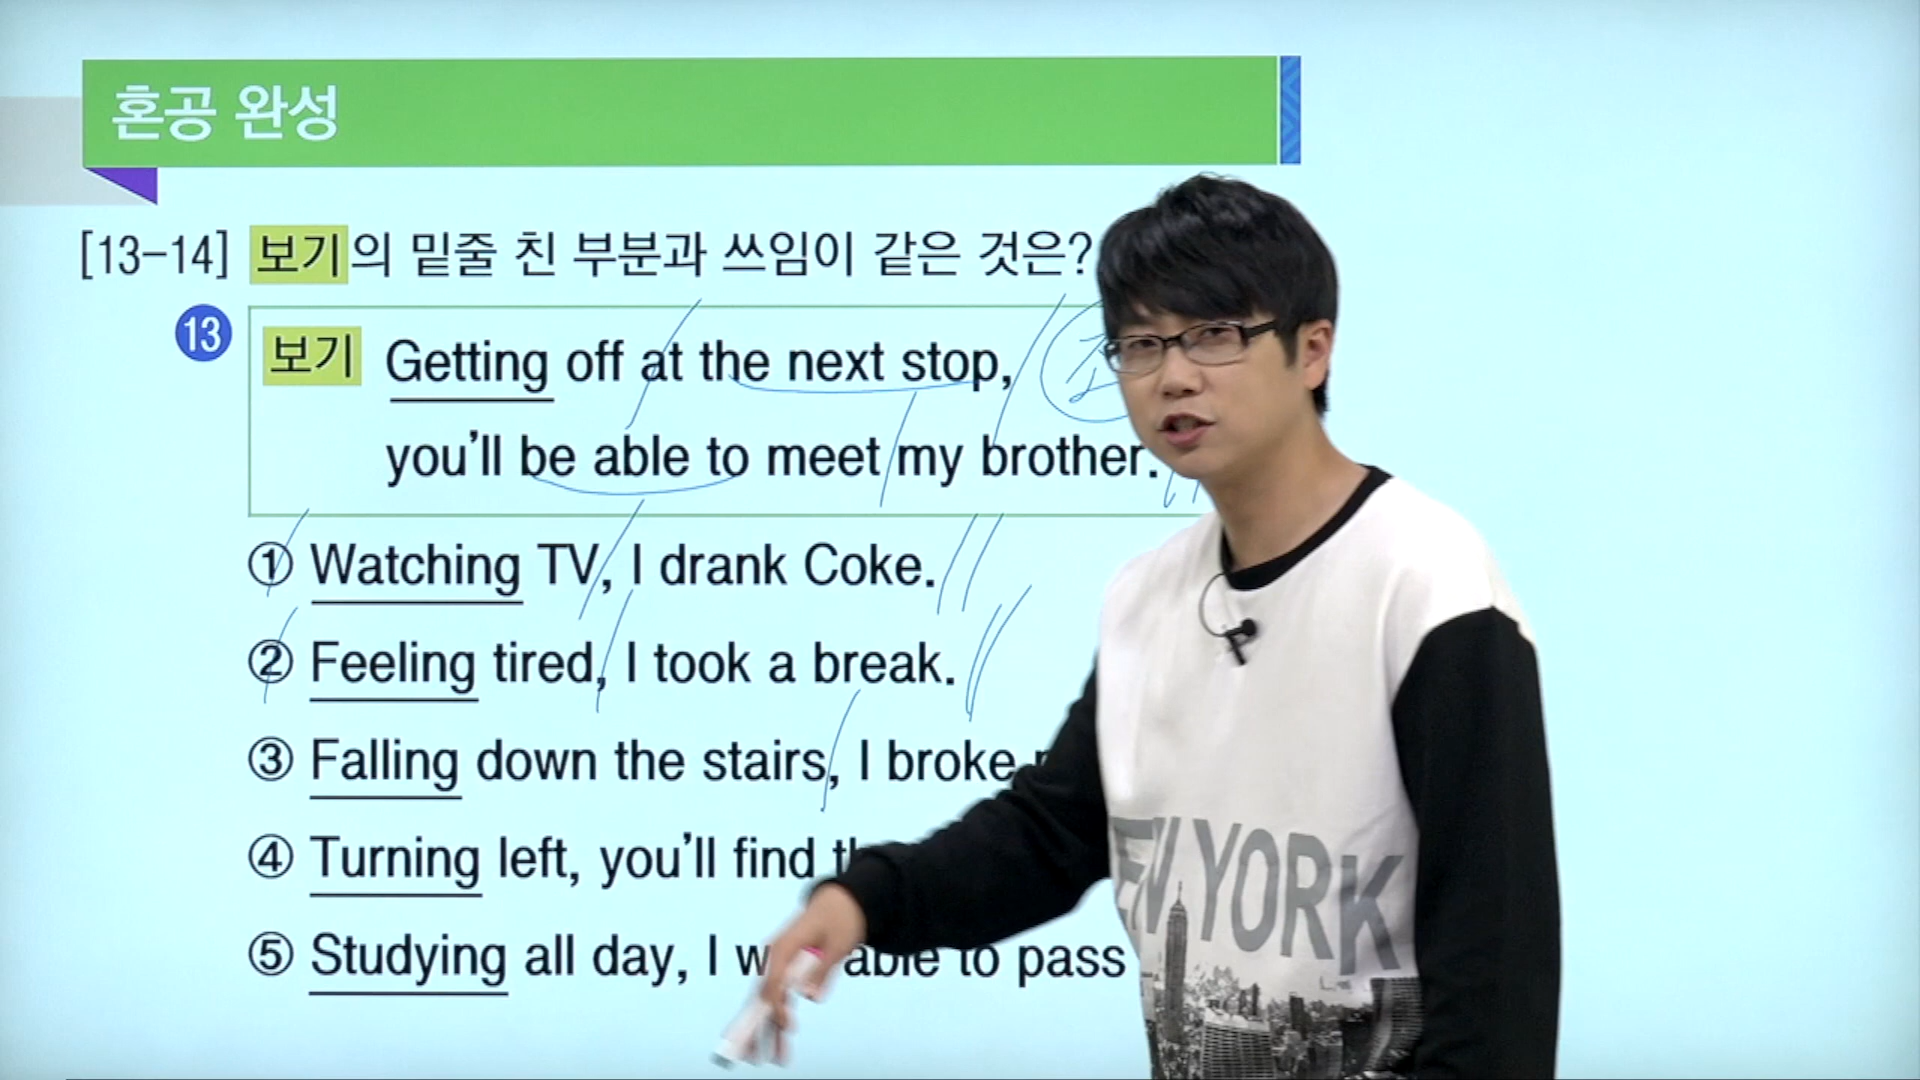 혼공 완성
[13-14] 보기의 밑줄 친 부분과 쓰임이 같은 것은?
13
보기 Getting off at the next stop,
you'll be able to meet my brother.
① Watching TV, I drank Coke.
② Feeling tired, I took a break.
③ Falling down the stairs, I broke
④ Turning left, you'll find
⑤ Studying all day, I able to pass
YORK